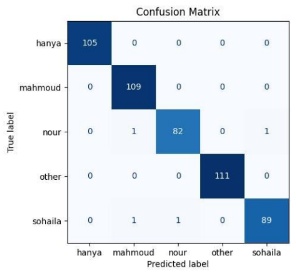 Confusion Matrix
hanya 105 0 0 0 0
mahmoud 0 109 0 0 0
nour 0 1 82 0 1
other 0 0 0 111 0
sohaila 0 1 1 0 89
hanya mahmoud nour other sohaila
Predicted label
True label